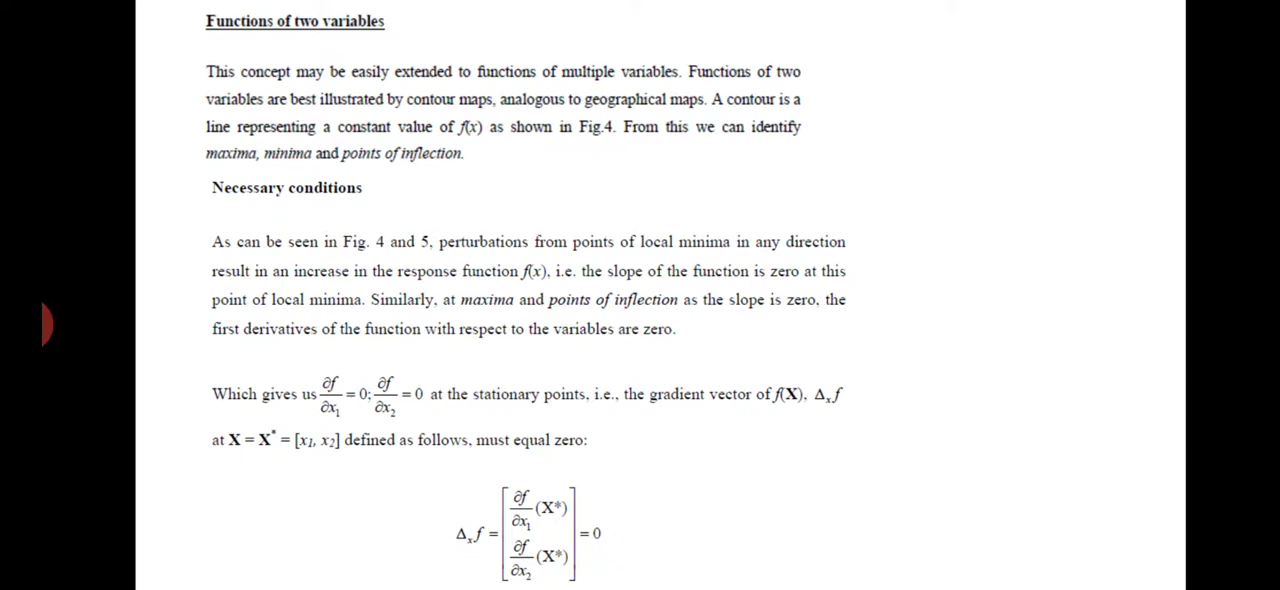 Functions of two variables
This concept may be easily extended to functions of multiple variables. Functions of two
variables are best illustrated by contour maps, analogous to geographical maps. A contour is a
line representing a constant value of f(x) as shown in Fig.4. From this we can identify
maxima, minima and points of inflection.
Necessary conditions
As can be seen in Fig. 4 and 5, perturbations from points of local minima in any direction
result in an increase in the response function f(x), i.e. the slope of the function is zero at this
point of local minima. Similarly, at maxima and points of inflection as the slope is zero, the
first derivatives of the function with respect to the variables are zero.
Which gives us ∂f/∂x₁ = 0; ∂f/∂x₂ = 0 at the stationary points, i.e., the gradient vector of f(X), Δₓf
at X = X* = [x₁, x₂] defined as follows, must equal zero:
Δₓf = [ ∂f/∂x₁ (X*)
∂f/∂x₂ (X*) ] = 0